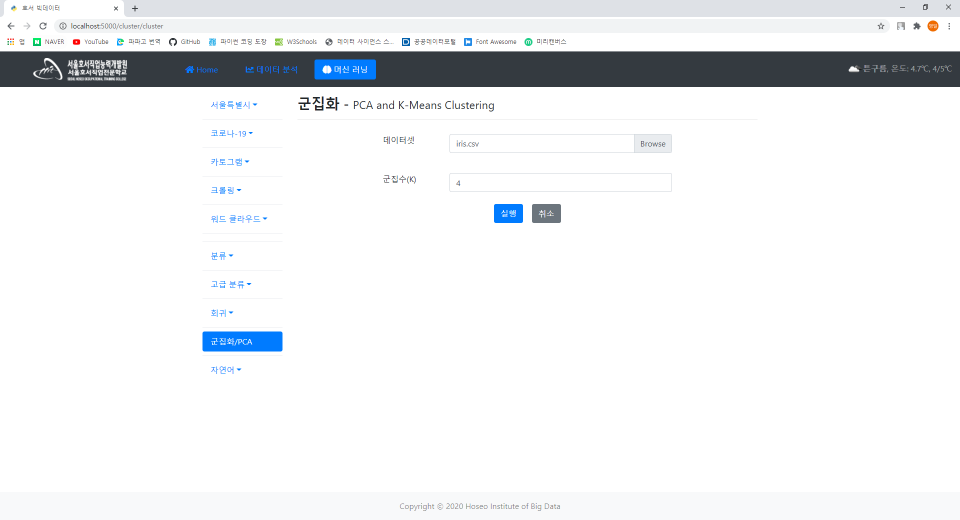 호서 빅데이터
localhost:5000/cluster/cluster
앱 NAVER YouTube 파파고 번역 GitHub 파이썬 코딩 도장 W3Schools 데이터 사이언스 스... 공공데이터포털 Font Awesome 미리캔버스
서울호서직업능력개발원
서울호서직업전문학교
Home 데이터 분석 머신 러닝
튼구름, 온도: 4.7℃, 4/5℃
서울특별시
코로나-19
카토그램
크롤링
워드 클라우드
분류
고급 분류
회귀
군집화/PCA
자연어
군집화 - PCA and K-Means Clustering
데이터셋 iris.csv Browse
군집수(K) 4
실행 취소
Copyright © 2020 Hoseo Institute of Big Data